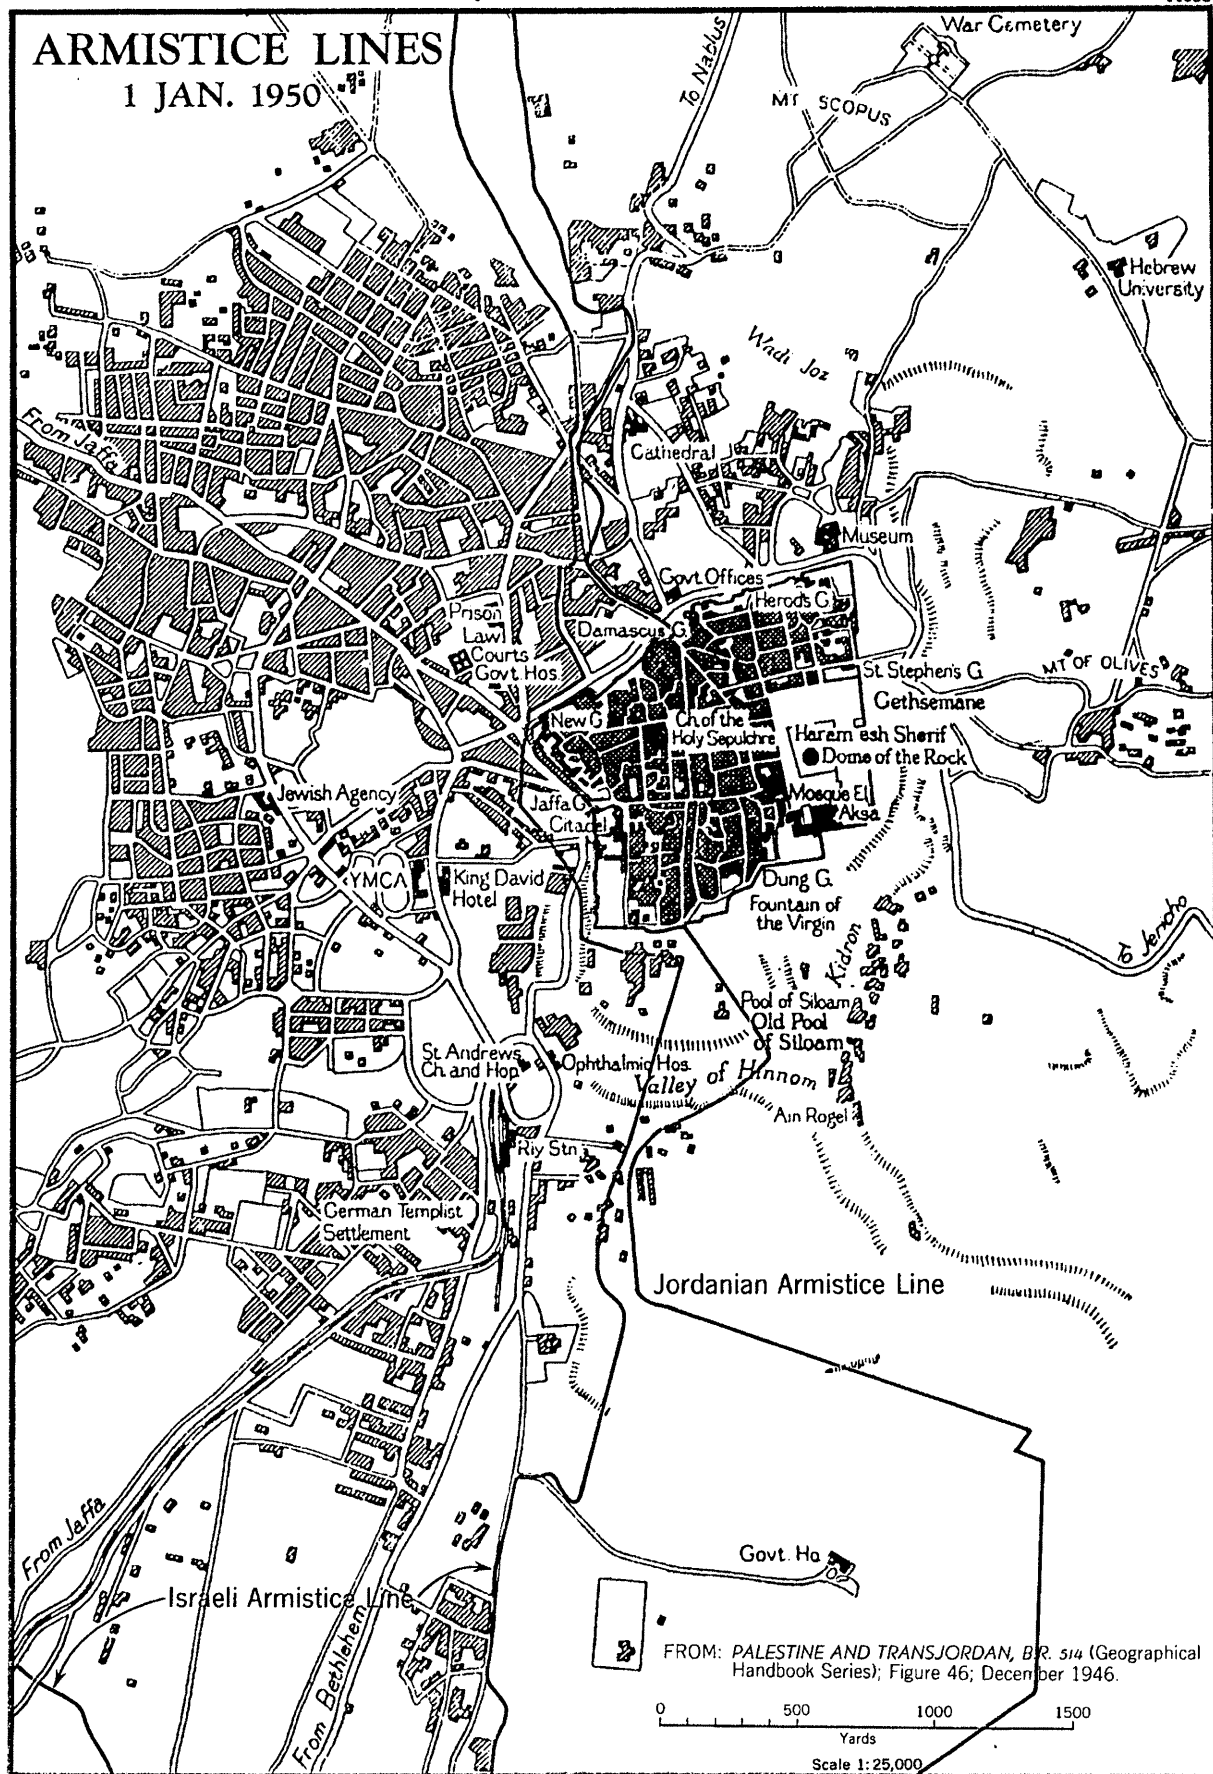 ARMISTICE LINES
1 JAN. 1950
War Cemetery
To Nablus
MT. SCOPUS
Hebrew
University
Wadi Joz
From Jaffa
Cathedral
Museum
Govt. Offices
Herod's G.
Prison
Law
Courts
Govt. Hos.
Damascus G.
St Stephen's G.
MT OF OLIVES
Gethsemane
New G.
Ch. of the
Holy Sepulchre
Haram esh Sherif
Dome of the Rock
Jewish Agency
Jaffa G.
Citadel
Mosque El
Aksa
YMCA
King David
Hotel
Dung G.
Fountain of
the Virgin
To Jericho
Kidron
Pool of Siloam
Old Pool
of Siloam
St. Andrews
Ch. and Hop.
Ophthalmic Hos.
Valley of Hinnom
Ain Rogel
Rly Stn.
German Templist
Settlement
Jordanian Armistice Line
From Jaffa
Govt. Ho
Israeli Armistice Line
From Bethlehem
FROM: PALESTINE AND TRANSJORDAN, B.R. 514 (Geographical
Handbook Series); Figure 46; December 1946.
0 500 1000 1500
Yards
Scale 1:25,000